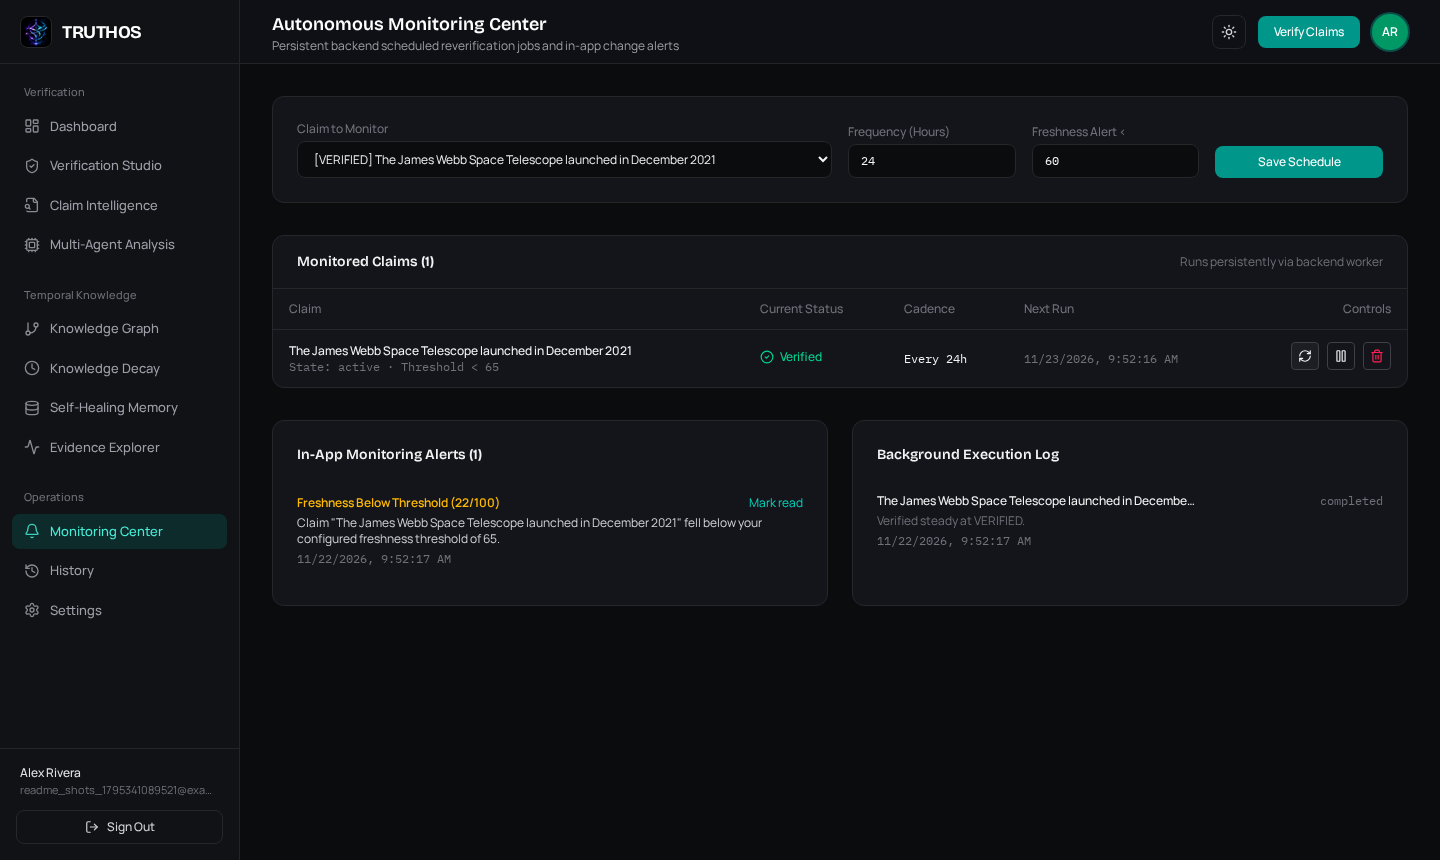 TRUTHOS
Autonomous Monitoring Center
Persistent backend scheduled reverification jobs and in-app change alerts
Verify Claims
AR
Verification
Dashboard
Verification Studio
Claim Intelligence
Multi-Agent Analysis
Temporal Knowledge
Knowledge Graph
Knowledge Decay
Self-Healing Memory
Evidence Explorer
Operations
Monitoring Center
History
Settings
Alex Rivera
readme_shots_1795341089521@exa...
Sign Out
Claim to Monitor
[VERIFIED] The James Webb Space Telescope launched in December 2021
Frequency (Hours)
24
Freshness Alert <
60
Save Schedule
Monitored Claims (1)
Runs persistently via backend worker
Claim Current Status Cadence Next Run Controls
The James Webb Space Telescope launched in December 2021
State: active · Threshold < 65
Verified
Every 24h
11/23/2026, 9:52:16 AM
In-App Monitoring Alerts (1)
Freshness Below Threshold (22/100)
Mark read
Claim "The James Webb Space Telescope launched in December 2021" fell below your
configured freshness threshold of 65.
11/22/2026, 9:52:17 AM
Background Execution Log
The James Webb Space Telescope launched in Decembe...
completed
Verified steady at VERIFIED.
11/22/2026, 9:52:17 AM